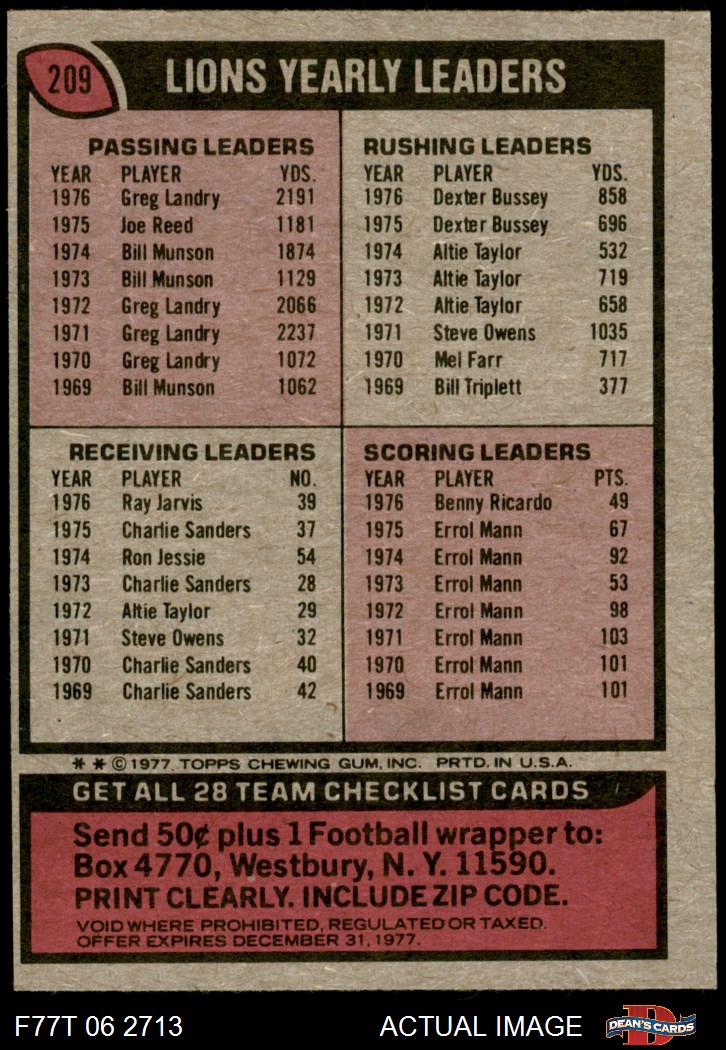 209
LIONS YEARLY LEADERS
PASSING LEADERS
YEAR PLAYER YDS.
1976 Greg Landry 2191
1975 Joe Reed 1181
1974 Bill Munson 1874
1973 Bill Munson 1129
1972 Greg Landry 2066
1971 Greg Landry 2237
1970 Greg Landry 1072
1969 Bill Munson 1062
RUSHING LEADERS
YEAR PLAYER YDS.
1976 Dexter Bussey 858
1975 Dexter Bussey 696
1974 Altie Taylor 532
1973 Altie Taylor 719
1972 Altie Taylor 658
1971 Steve Owens 1035
1970 Mel Farr 717
1969 Bill Triplett 377
RECEIVING LEADERS
YEAR PLAYER NO.
1976 Ray Jarvis 39
1975 Charlie Sanders 37
1974 Ron Jessie 54
1973 Charlie Sanders 28
1972 Altie Taylor 29
1971 Steve Owens 32
1970 Charlie Sanders 40
1969 Charlie Sanders 42
SCORING LEADERS
YEAR PLAYER PTS.
1976 Benny Ricardo 49
1975 Errol Mann 67
1974 Errol Mann 92
1973 Errol Mann 53
1972 Errol Mann 98
1971 Errol Mann 103
1970 Errol Mann 101
1969 Errol Mann 101
* * © 1977 TOPPS CHEWING GUM, INC. PRTD. IN U.S.A.
GET ALL 28 TEAM CHECKLIST CARDS
Send 50¢ plus 1 Football wrapper to:
Box 4770, Westbury, N. Y. 11590.
PRINT CLEARLY. INCLUDE ZIP CODE.
VOID WHERE PROHIBITED, REGULATED OR TAXED.
OFFER EXPIRES DECEMBER 31, 1977.
F77T 06 2713
ACTUAL IMAGE
D
DEAN'S CARDS